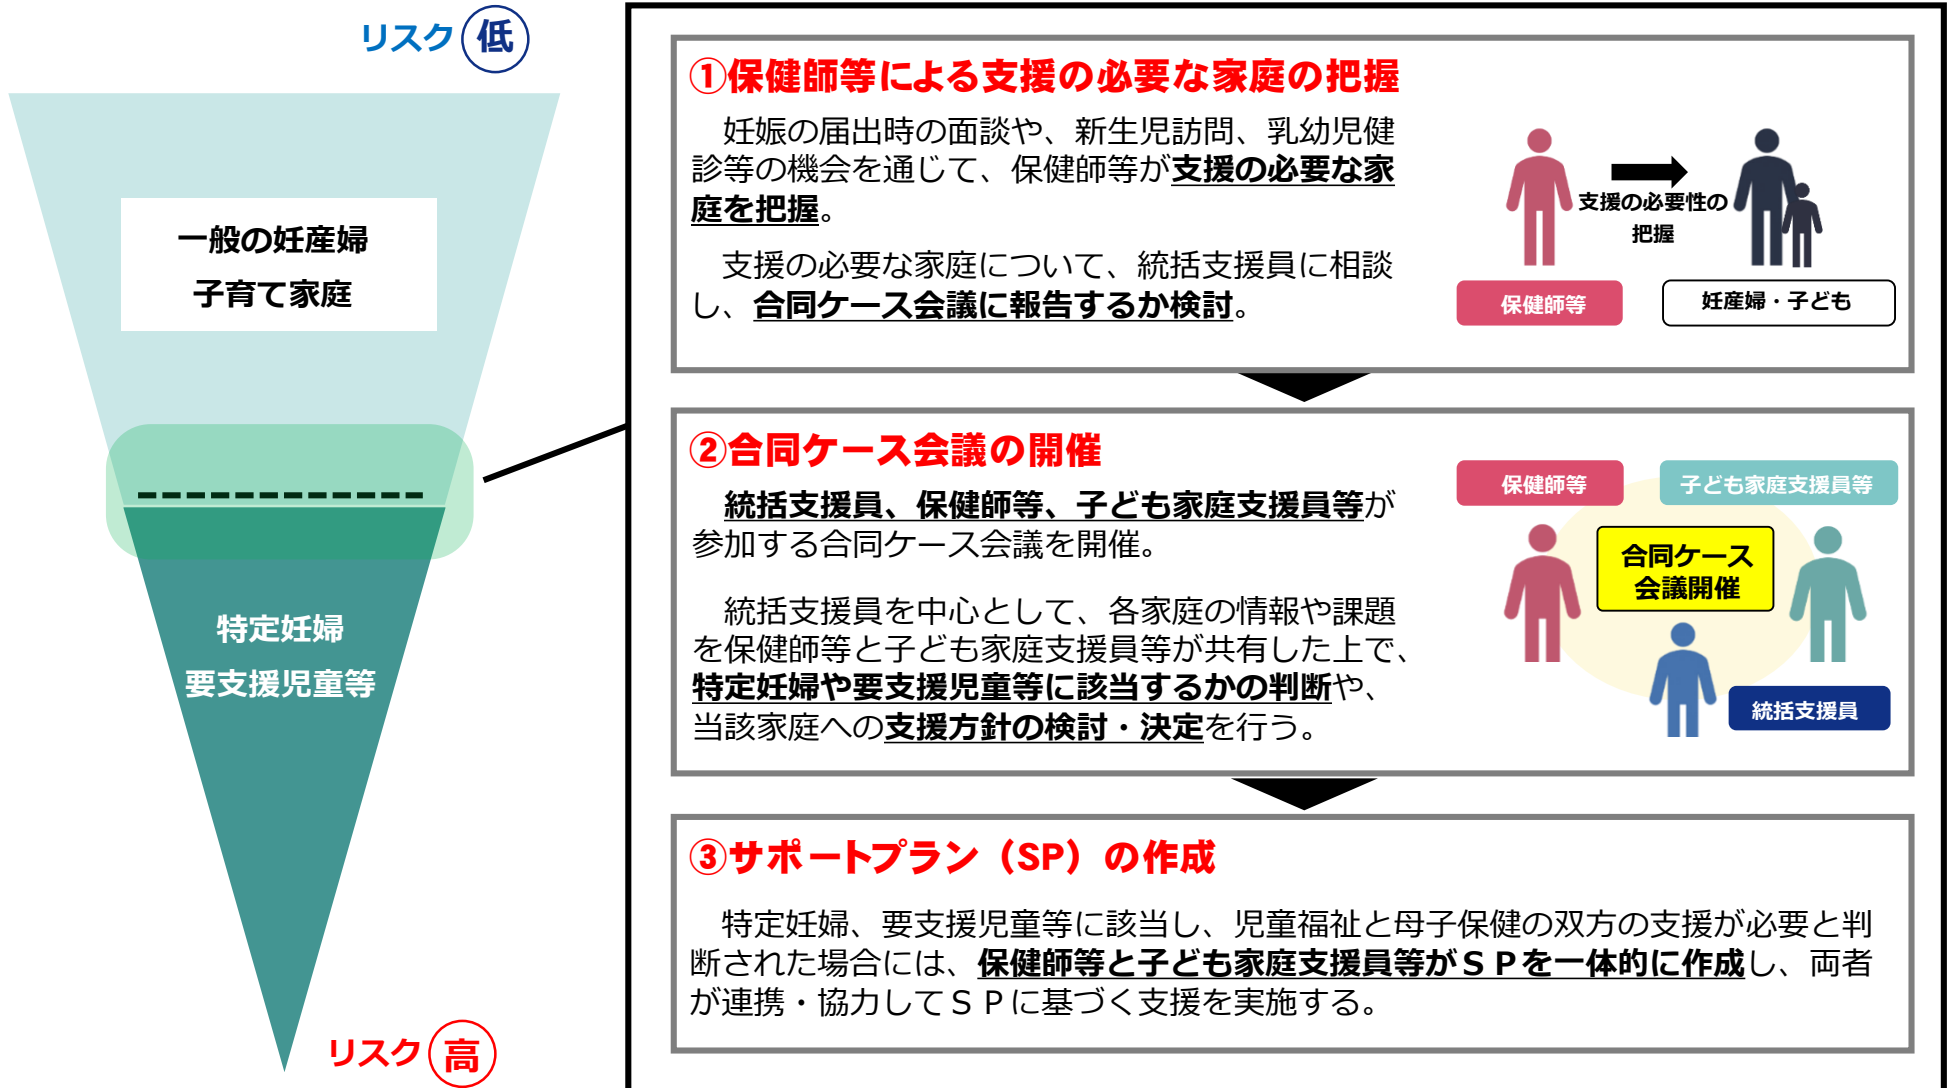 リスク 低
一般の妊産婦
子育て家庭
特定妊婦
要支援児童等
リスク 高
①保健師等による支援の必要な家庭の把握
妊娠の届出時の面談や、新生児訪問、乳幼児健
診等の機会を通じて、保健師等が支援の必要な家
庭を把握。
支援の必要な家庭について、統括支援員に相談
し、合同ケース会議に報告するか検討。
支援の必要性の
把握
保健師等
妊産婦・子ども
②合同ケース会議の開催
統括支援員、保健師等、子ども家庭支援員等が
参加する合同ケース会議を開催。
統括支援員を中心として、各家庭の情報や課題
を保健師等と子ども家庭支援員等が共有した上で、
特定妊婦や要支援児童等に該当するかの判断や、
当該家庭への支援方針の検討・決定を行う。
保健師等
子ども家庭支援員等
合同ケース
会議開催
統括支援員
③サポートプラン（SP）の作成
特定妊婦、要支援児童等に該当し、児童福祉と母子保健の双方の支援が必要と判
断された場合には、保健師等と子ども家庭支援員等がＳＰを一体的に作成し、両者
が連携・協力してＳＰに基づく支援を実施する。